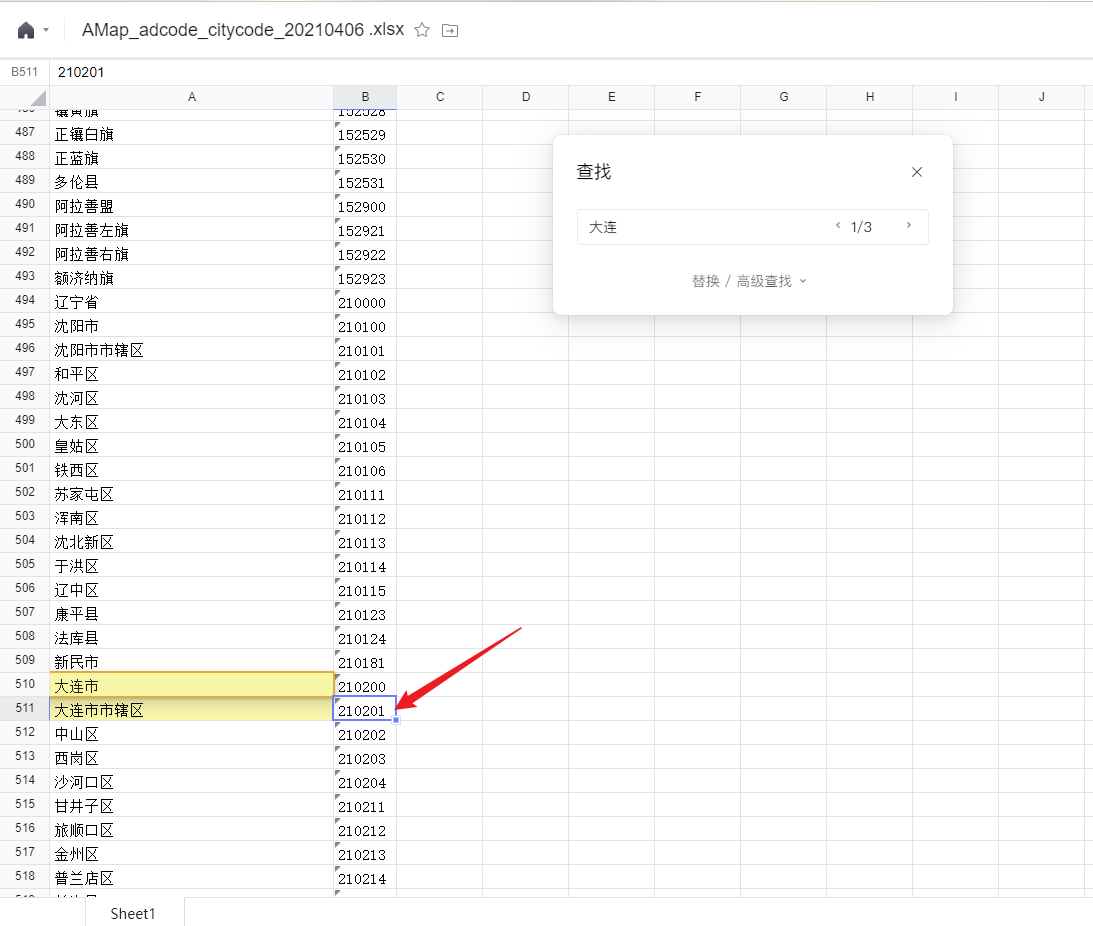 AMap_adcode_citycode_20210406 .xlsx
B511 210201
A B C D E F G H I J
镶黄旗 152528
487 正镶白旗 152529
488 正蓝旗 152530
489 多伦县 152531
490 阿拉善盟 152900
491 阿拉善左旗 152921
492 阿拉善右旗 152922
493 额济纳旗 152923
494 辽宁省 210000
495 沈阳市 210100
496 沈阳市市辖区 210101
497 和平区 210102
498 沈河区 210103
499 大东区 210104
500 皇姑区 210105
501 铁西区 210106
502 苏家屯区 210111
503 浑南区 210112
504 沈北新区 210113
505 于洪区 210114
506 辽中区 210115
507 康平县 210123
508 法库县 210124
509 新民市 210181
510 大连市 210200
511 大连市市辖区 210201
512 中山区 210202
513 西岗区 210203
514 沙河口区 210204
515 甘井子区 210211
516 旅顺口区 210212
517 金州区 210213
518 普兰店区 210214
查找
大连 1/3
替换 / 高级查找
Sheet1